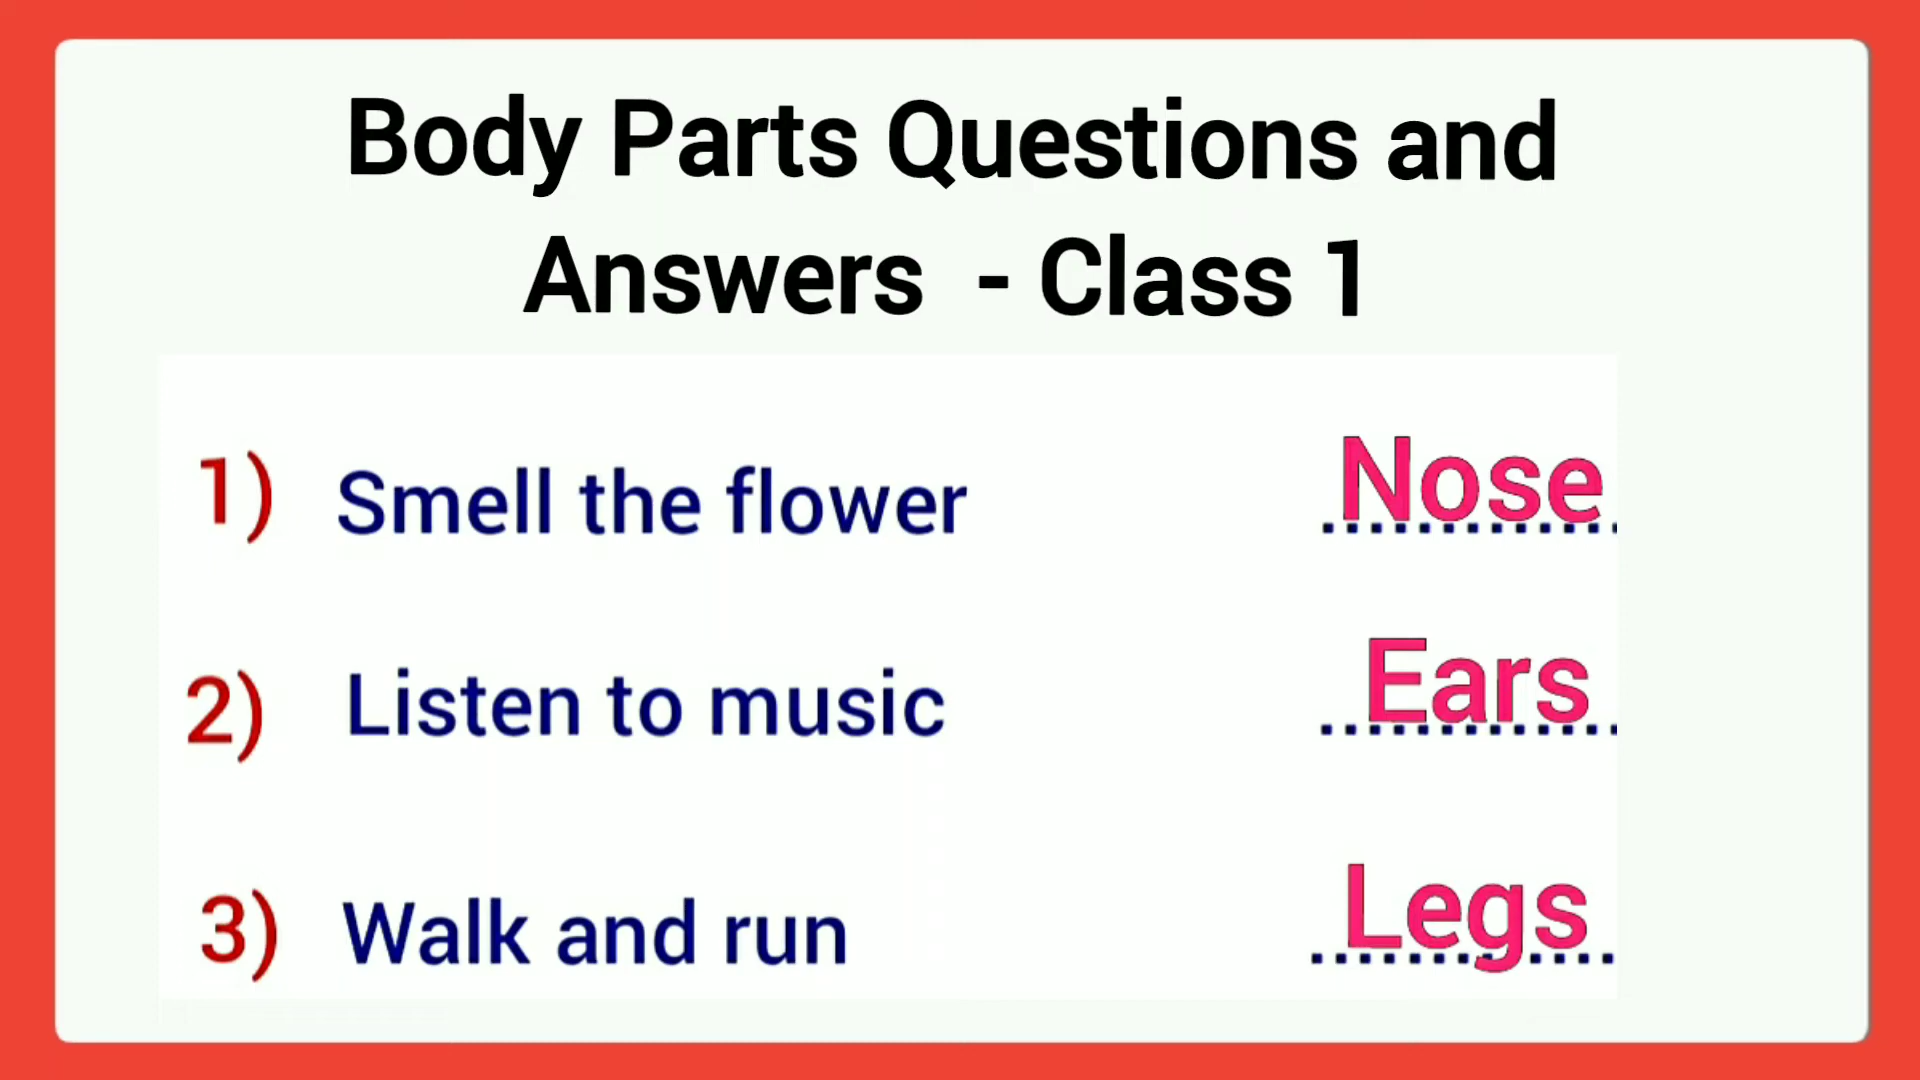 Body Parts Questions and
Answers - Class 1
1) Smell the flower Nose
2) Listen to music Ears
3) Walk and run Legs